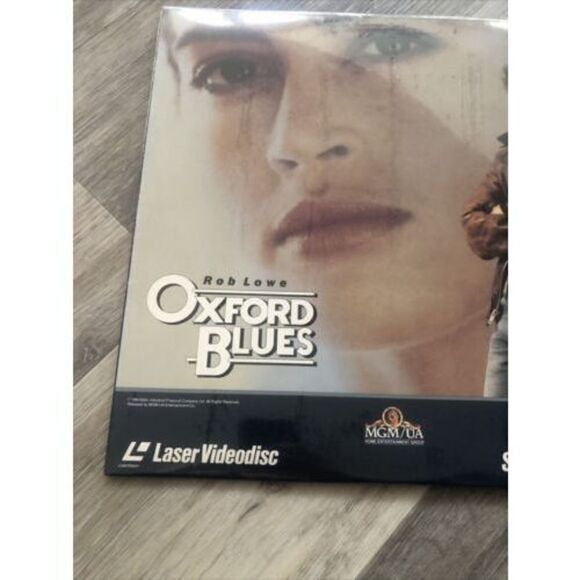 Rob Lowe
OXFORD
BLUES
MGM/UA
HOME ENTERTAINMENT GROUP
Laser Videodisc
S